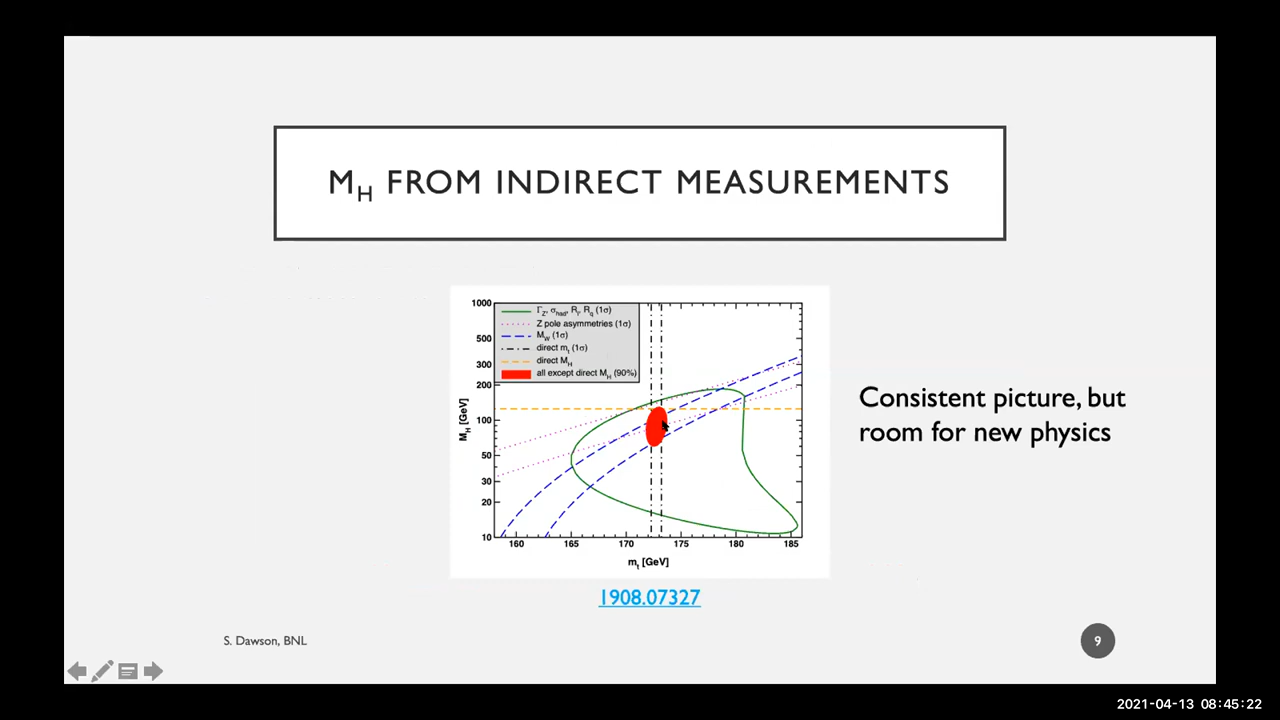 M_H FROM INDIRECT MEASUREMENTS
1000
500
300
200
100
50
30
20
10
M_H [GeV]
Γ_Z, σ_had, R_l, R_q (1σ)
Z pole asymmetries (1σ)
M_W (1σ)
direct m_t (1σ)
direct M_H
all except direct M_H (90%)
160 165 170 175 180 185
m_t [GeV]
Consistent picture, but
room for new physics
1908.07327
S. Dawson, BNL
9
2021-04-13 08:45:22